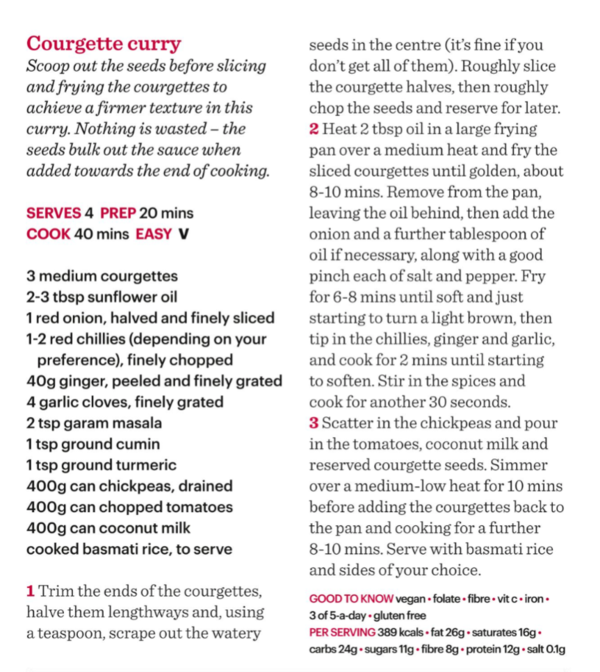 Courgette curry
Scoop out the seeds before slicing
and frying the courgettes to
achieve a firmer texture in this
curry. Nothing is wasted – the
seeds bulk out the sauce when
added towards the end of cooking.
SERVES 4 PREP 20 mins
COOK 40 mins EASY V
3 medium courgettes
2-3 tbsp sunflower oil
1 red onion, halved and finely sliced
1-2 red chillies (depending on your
preference), finely chopped
40g ginger, peeled and finely grated
4 garlic cloves, finely grated
2 tsp garam masala
1 tsp ground cumin
1 tsp ground turmeric
400g can chickpeas, drained
400g can chopped tomatoes
400g can coconut milk
cooked basmati rice, to serve
1 Trim the ends of the courgettes,
halve them lengthways and, using
a teaspoon, scrape out the watery
seeds in the centre (it's fine if you
don't get all of them). Roughly slice
the courgette halves, then roughly
chop the seeds and reserve for later.
2 Heat 2 tbsp oil in a large frying
pan over a medium heat and fry the
sliced courgettes until golden, about
8-10 mins. Remove from the pan,
leaving the oil behind, then add the
onion and a further tablespoon of
oil if necessary, along with a good
pinch each of salt and pepper. Fry
for 6-8 mins until soft and just
starting to turn a light brown, then
tip in the chillies, ginger and garlic,
and cook for 2 mins until starting
to soften. Stir in the spices and
cook for another 30 seconds.
3 Scatter in the chickpeas and pour
in the tomatoes, coconut milk and
reserved courgette seeds. Simmer
over a medium-low heat for 10 mins
before adding the courgettes back to
the pan and cooking for a further
8-10 mins. Serve with basmati rice
and sides of your choice.
GOOD TO KNOW vegan • folate • fibre • vit c • iron •
3 of 5-a-day • gluten free
PER SERVING 389 kcals • fat 26g • saturates 16g •
carbs 24g • sugars 11g • fibre 8g • protein 12g • salt 0.1g